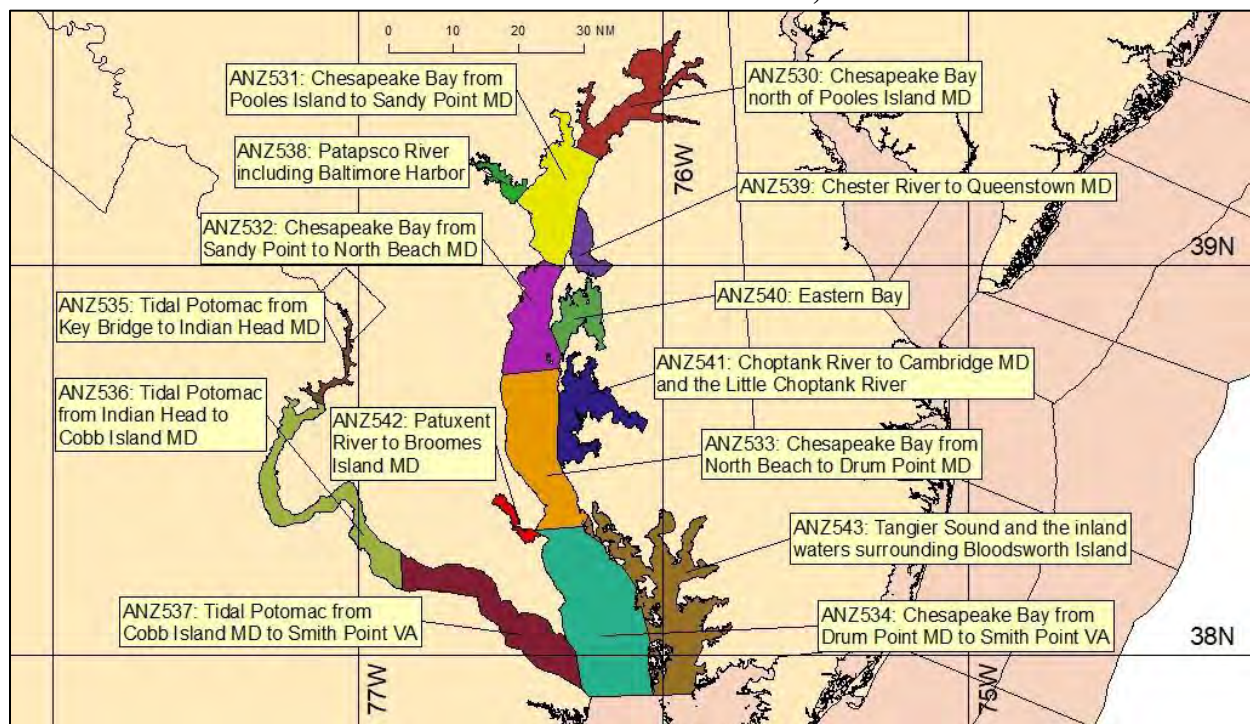 0 10 20 30 NM
ANZ531: Chesapeake Bay from
Pooles Island to Sandy Point MD
ANZ530: Chesapeake Bay
north of Pooles Island MD
ANZ538: Patapsco River
including Baltimore Harbor
76W
ANZ539: Chester River to Queenstown MD
ANZ532: Chesapeake Bay from
Sandy Point to North Beach MD
39N
ANZ535: Tidal Potomac from
Key Bridge to Indian Head MD
ANZ540: Eastern Bay
ANZ541: Choptank River to Cambridge MD
and the Little Choptank River
ANZ536: Tidal Potomac
from Indian Head to
Cobb Island MD
ANZ542: Patuxent
River to Broomes
Island MD
ANZ533: Chesapeake Bay from
North Beach to Drum Point MD
ANZ543: Tangier Sound and the inland
waters surrounding Bloodsworth Island
ANZ537: Tidal Potomac from
Cobb Island MD to Smith Point VA
ANZ534: Chesapeake Bay from
Drum Point MD to Smith Point VA
38N
77W
75W